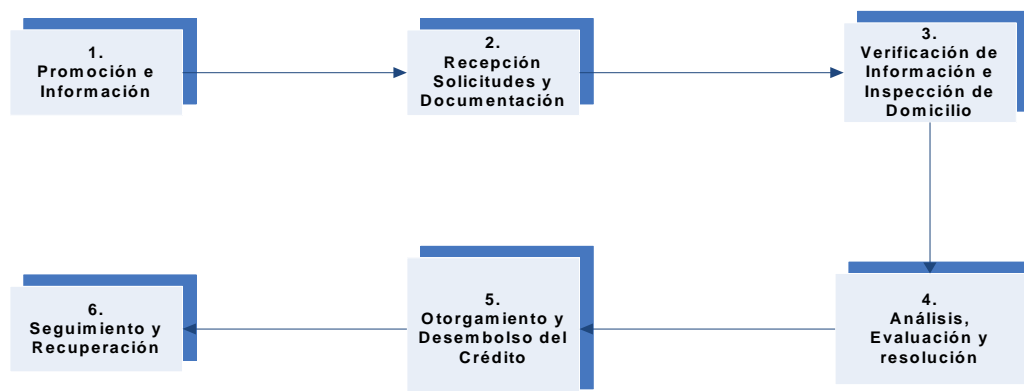 1.
Promoción e
Información
2.
Recepción
Solicitudes y
Documentación
3.
Verificación de
Información e
Inspección de
Domicilio
4.
Análisis,
Evaluación y
resolución
5.
Otorgamiento y
Desembolso del
Crédito
6.
Seguimiento y
Recuperación